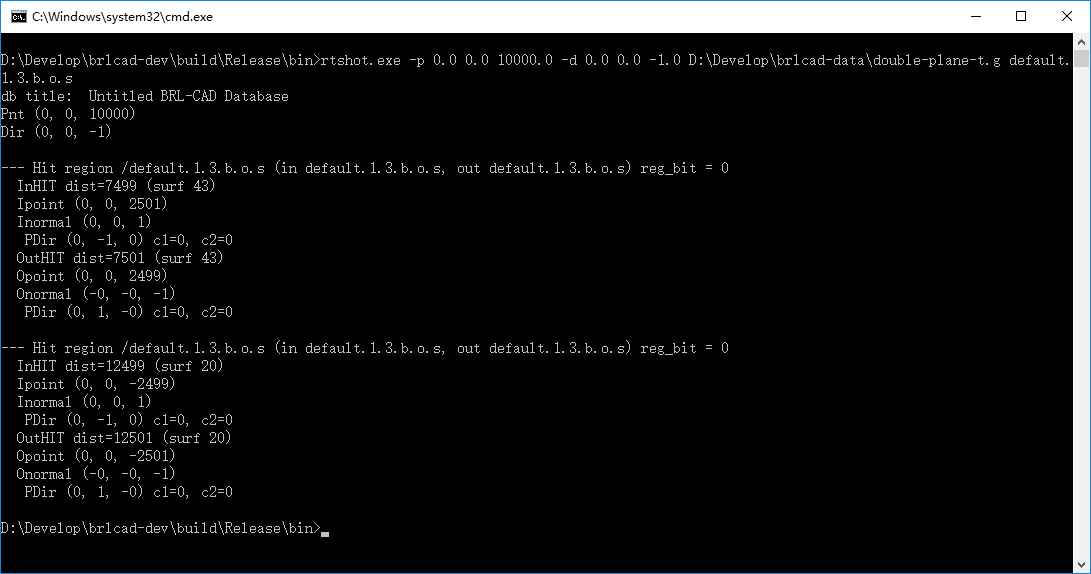 C:\Windows\system32\cmd.exe
D:\Develop\brlcad-dev\build\Release\bin>rtshot.exe -p 0.0 0.0 10000.0 -d 0.0 0.0 -1.0 D:\Develop\brlcad-data\double-plane-t.g default.
1.3.b.o.s
db title:  Untitled BRL-CAD Database
Pnt (0, 0, 10000)
Dir (0, 0, -1)
--- Hit region /default.1.3.b.o.s (in default.1.3.b.o.s, out default.1.3.b.o.s) reg_bit = 0
  InHIT dist=7499 (surf 43)
  Ipoint (0, 0, 2501)
  Inormal (0, 0, 1)
   PDir (0, -1, 0) c1=0, c2=0
  OutHIT dist=7501 (surf 43)
  Opoint (0, 0, 2499)
  Onormal (-0, -0, -1)
   PDir (0, 1, -0) c1=0, c2=0
--- Hit region /default.1.3.b.o.s (in default.1.3.b.o.s, out default.1.3.b.o.s) reg_bit = 0
  InHIT dist=12499 (surf 20)
  Ipoint (0, 0, -2499)
  Inormal (0, 0, 1)
   PDir (0, -1, 0) c1=0, c2=0
  OutHIT dist=12501 (surf 20)
  Opoint (0, 0, -2501)
  Onormal (-0, -0, -1)
   PDir (0, 1, -0) c1=0, c2=0
D:\Develop\brlcad-dev\build\Release\bin>